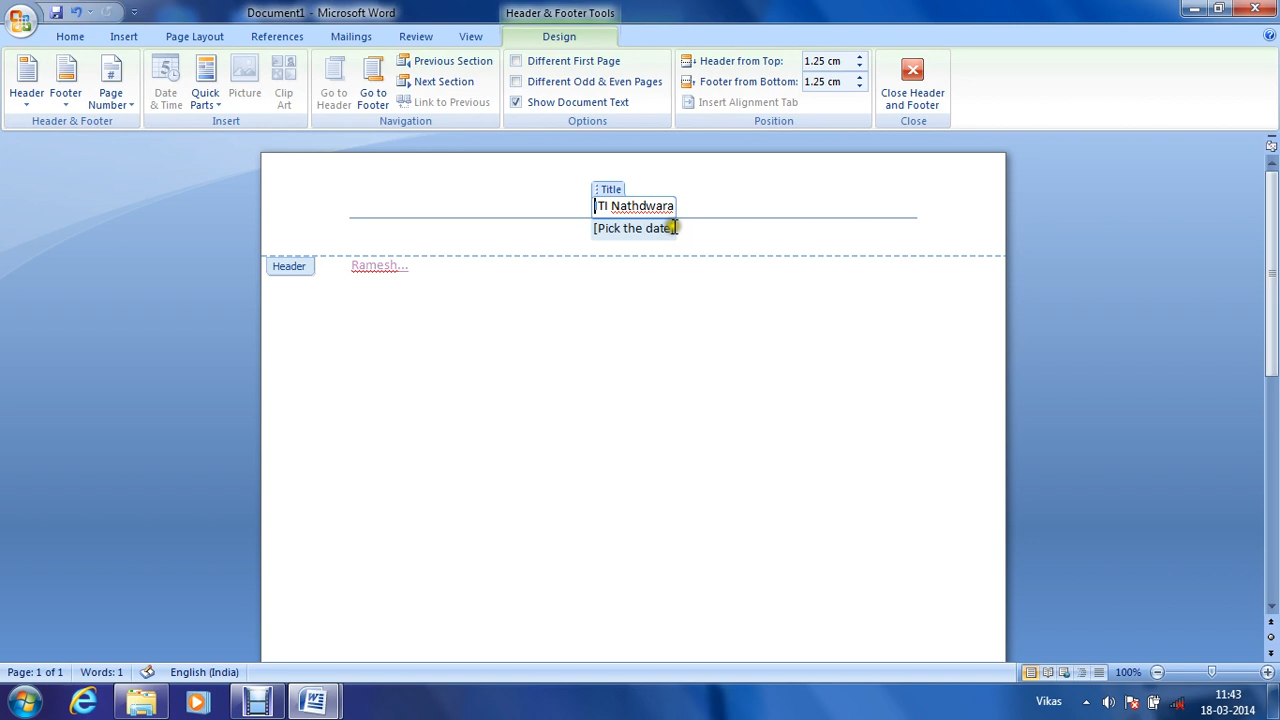 Document1 - Microsoft Word
Header & Footer Tools
Home Insert Page Layout References Mailings Review View Design
Header
Footer
Page Number
Header & Footer
Date & Time
Quick Parts
Picture
Clip Art
Insert
Go to Header
Go to Footer
Previous Section
Next Section
Link to Previous
Navigation
Different First Page
Different Odd & Even Pages
Show Document Text
Options
Header from Top: 1.25 cm
Footer from Bottom: 1.25 cm
Insert Alignment Tab
Position
Close Header and Footer
Close
Title
ITI Nathdwara
[Pick the date]
Header
Ramesh...
Page: 1 of 1 Words: 1 English (India) 100%
Vikas 11:43
18-03-2014